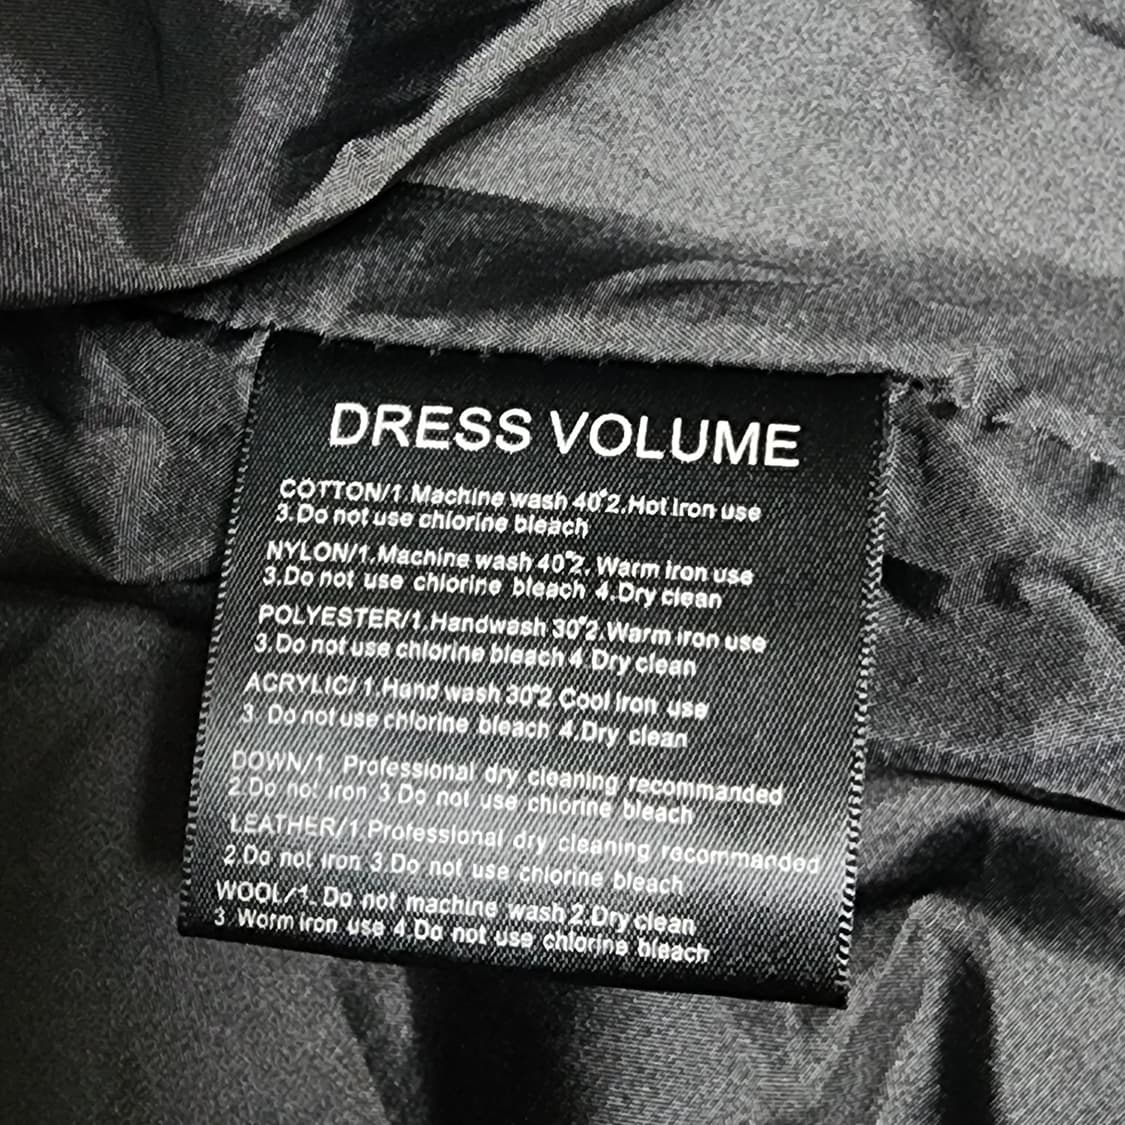 DRESS VOLUME
COTTON/1 Machine wash 40°2.Hot Iron use
3.Do not use chlorine bleach
NYLON/1.Machine wash 40°2. Warm iron use
3.Do not use chlorine bleach 4.Dry clean
POLYESTER/1.Handwash 30°2.Warm iron use
3.Do not use chlorine bleach 4 Dry clean
ACRYLIC/ 1.Hand wash 30°2 Cool iron use
3. Do not use chlorine bleach 4.Dry clean
DOWN/1. Professional dry cleaning recommanded
2.Do not iron 3 Do not use chlorine bleach
LEATHER/1.Professional dry cleaning recommanded
2 Do not iron 3.Do not use chlorine bleach
WOOL/1. Do not machine wash 2.Dry clean
3 Worm iron use 4.Do not use chlorine bleach